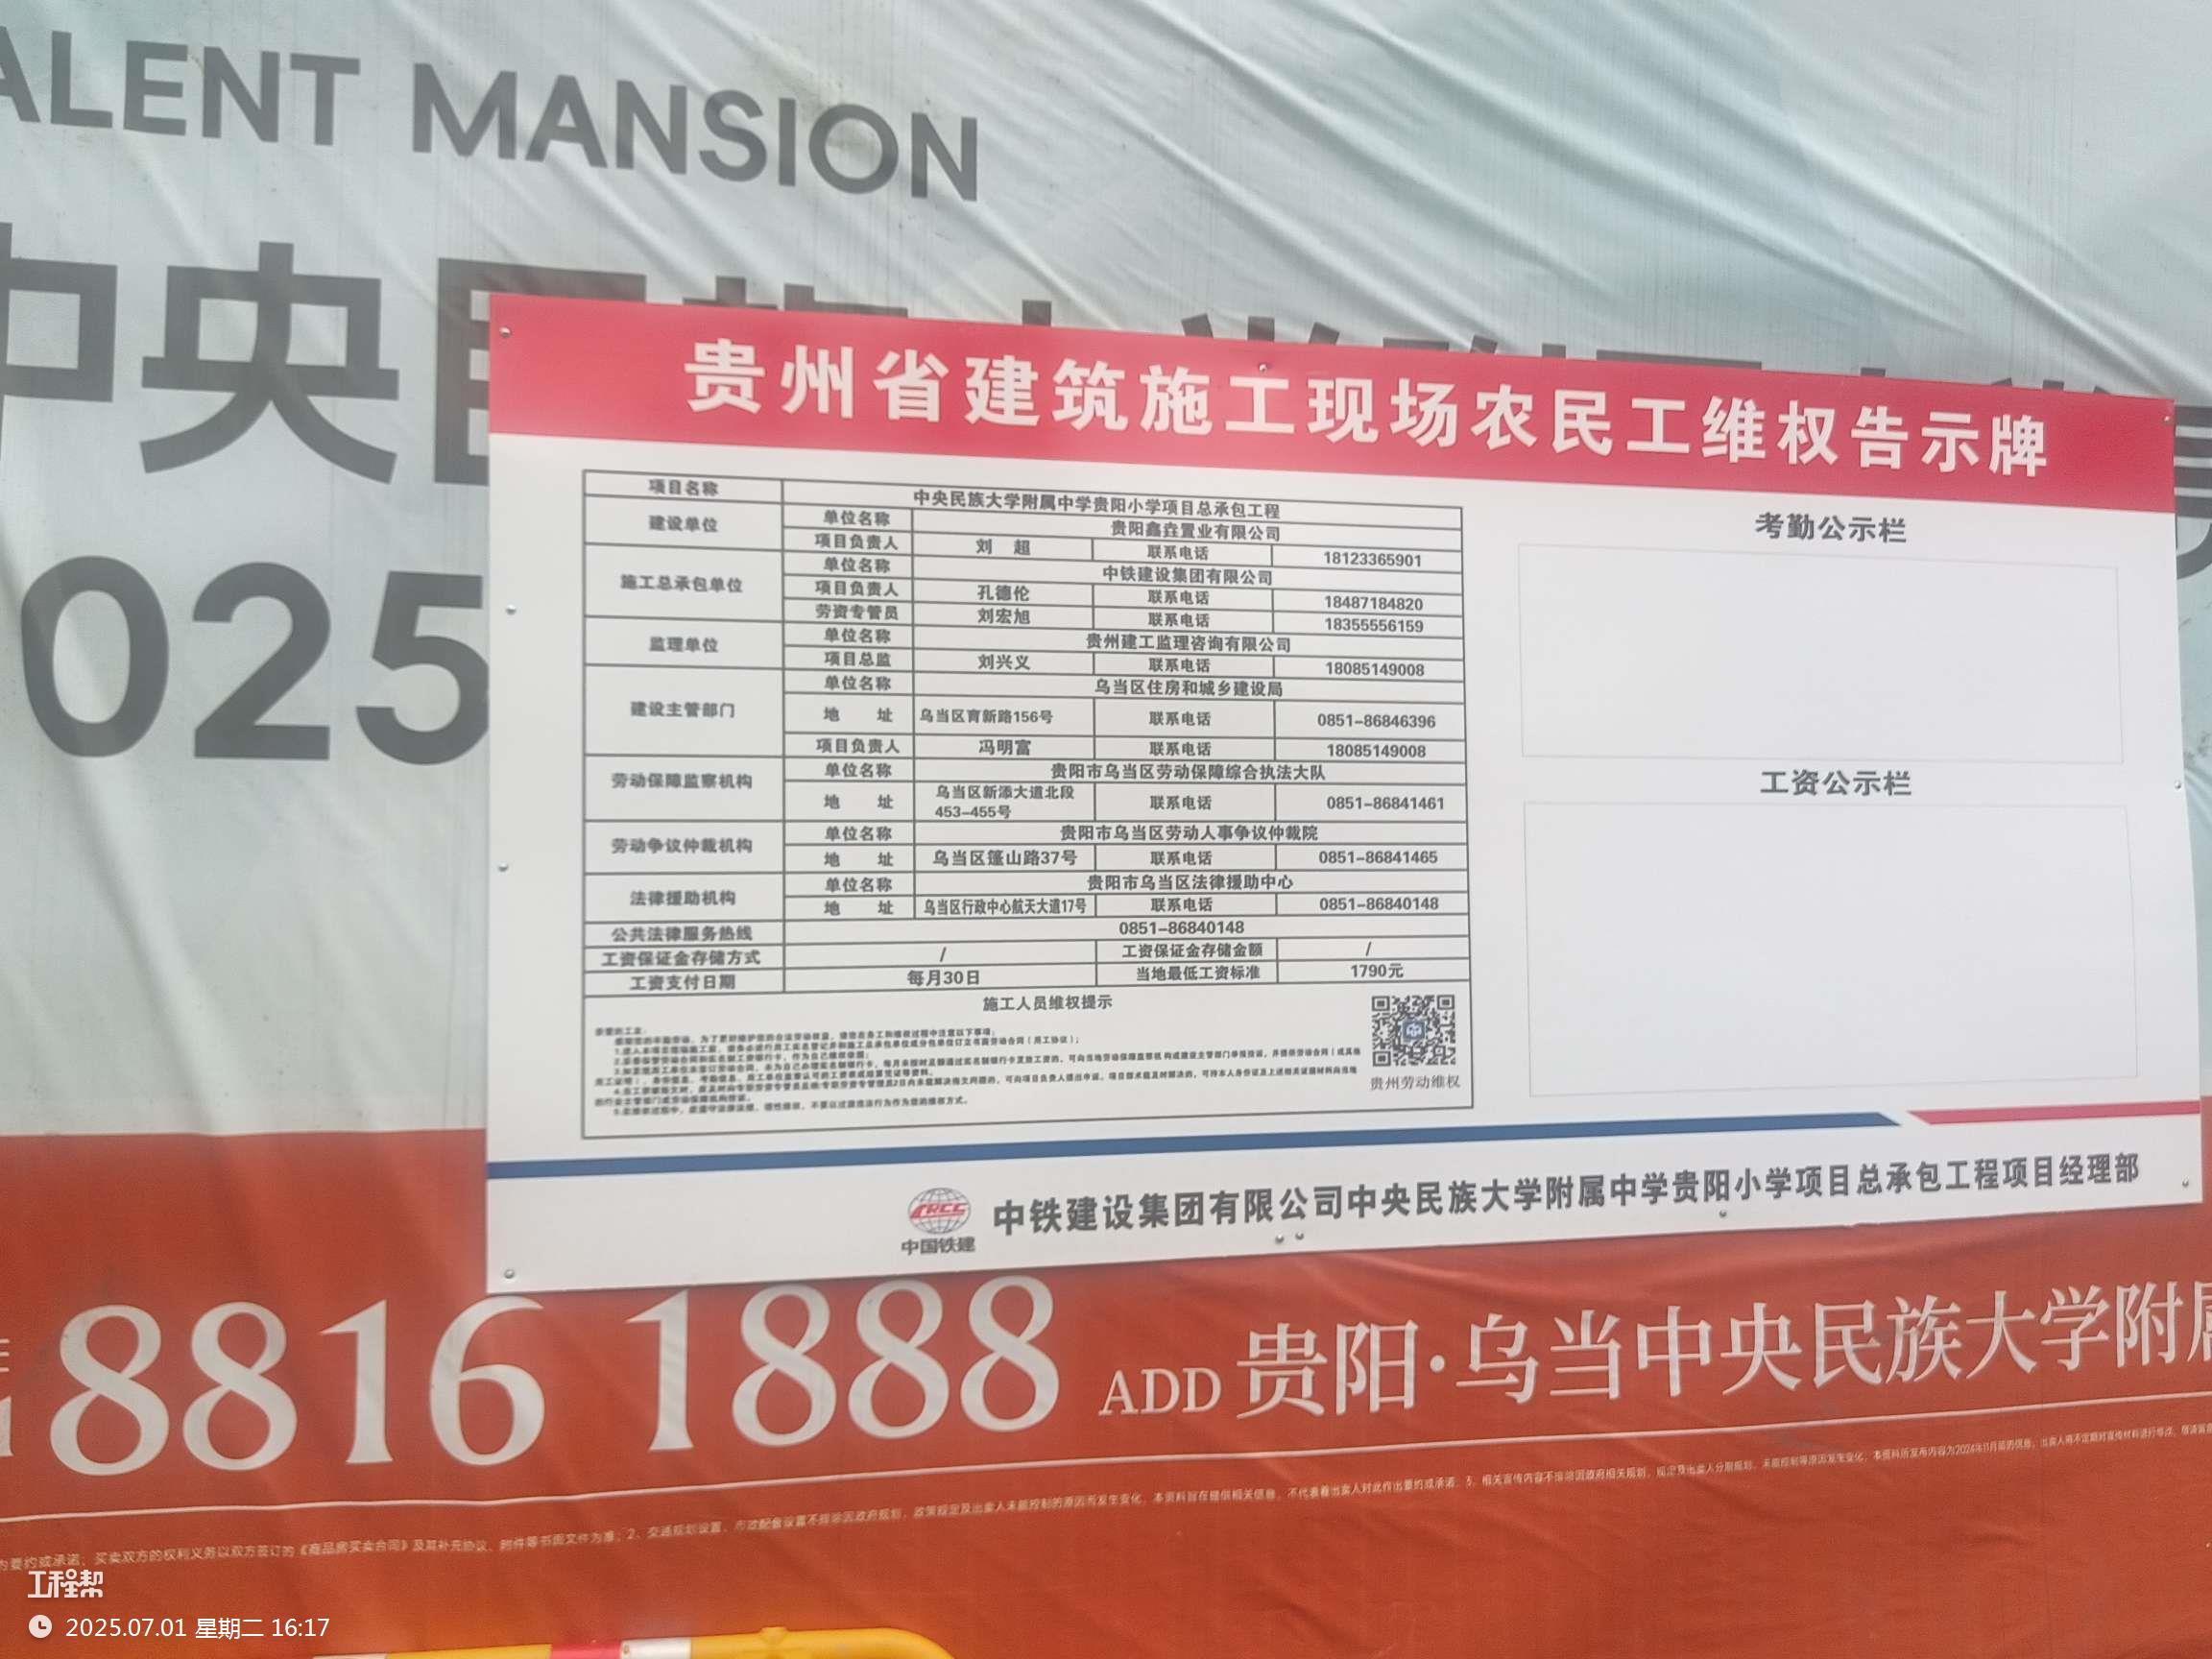 ALENT MANSION
中央
025
贵州省建筑施工现场农民工维权告示牌
项目名称 中央民族大学附属中学贵阳小学项目总承包工程
建设单位 单位名称 贵阳鑫垚置业有限公司
项目负责人 刘 超 联系电话 18123365901
施工总承包单位 单位名称 中铁建设集团有限公司
项目负责人 孔德伦 联系电话 18487184820
劳资专管员 刘宏旭 联系电话 18355556159
监理单位 单位名称 贵州建工监理咨询有限公司
项目总监 刘兴义 联系电话 18085149008
建设主管部门 单位名称 乌当区住房和城乡建设局
地 址 乌当区育新路156号 联系电话 0851-86846396
项目负责人 冯明富 联系电话 18085149008
劳动保障监察机构 单位名称 贵阳市乌当区劳动保障综合执法大队
地 址 乌当区新添大道北段453-455号 联系电话 0851-86841461
劳动争议仲裁机构 单位名称 贵阳市乌当区劳动人事争议仲裁院
地 址 乌当区篷山路37号 联系电话 0851-86841465
法律援助机构 单位名称 贵阳市乌当区法律援助中心
地 址 乌当区行政中心航天大道17号 联系电话 0851-86840148
公共法律服务热线 0851-86840148
工资保证金存储方式 / 工资保证金存储金额 /
工资支付日期 每月30日 当地最低工资标准 1790元
施工人员维权提示
贵州劳动维权
考勤公示栏
工资公示栏
中国铁建
中铁建设集团有限公司中央民族大学附属中学贵阳小学项目总承包工程项目经理部
8816 1888 ADD 贵阳·乌当中央民族大学附
工程帮
2025.07.01 星期二 16:17